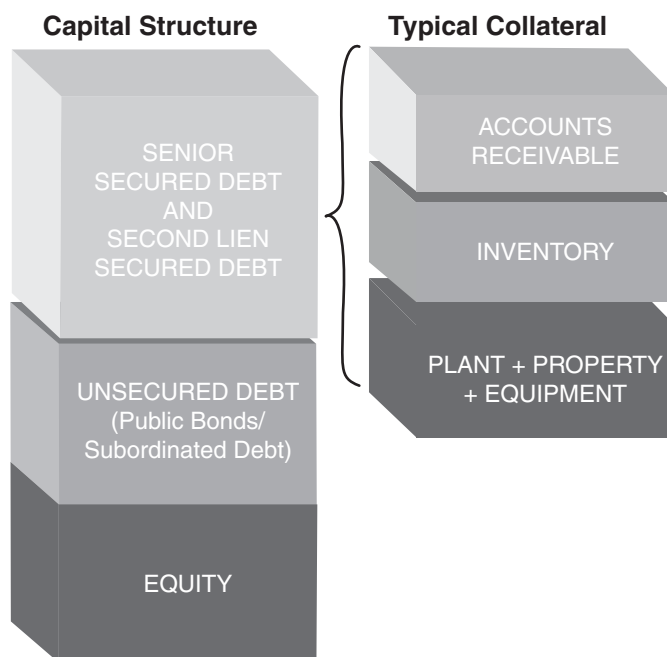 Capital Structure
SENIOR
SECURED DEBT
AND
SECOND LIEN
SECURED DEBT
UNSECURED DEBT
(Public Bonds/
Subordinated Debt)
EQUITY
Typical Collateral
ACCOUNTS
RECEIVABLE
INVENTORY
PLANT + PROPERTY
+ EQUIPMENT